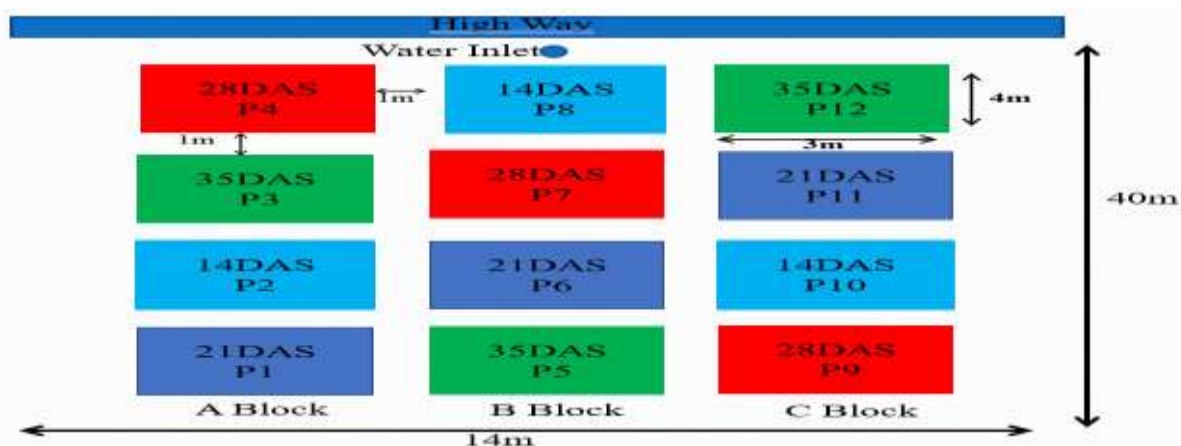 High Way
Water Inlet
28DAS
P4
1m
14DAS
P8
35DAS
P12
4m
1m
3m
35DAS
P3
28DAS
P7
21DAS
P11
40m
14DAS
P2
21DAS
P6
14DAS
P10
21DAS
P1
35DAS
P5
28DAS
P9
A Block
B Block
C Block
14m